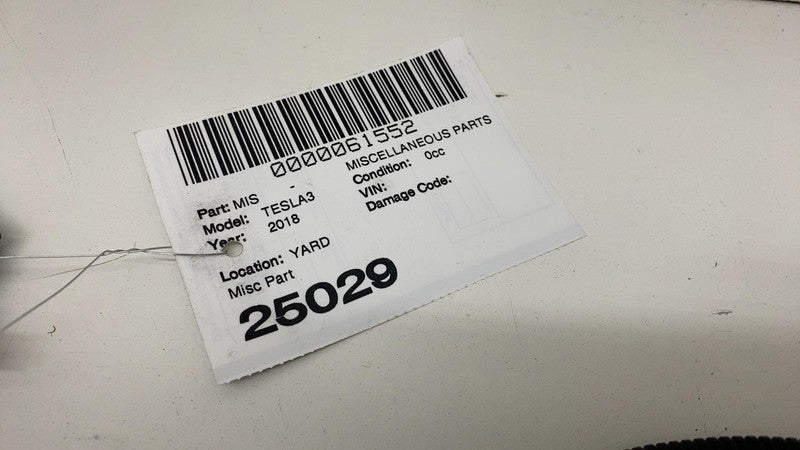 0000061552
Part: MIS - MISCELLANEOUS PARTS
Model: TESLA3 Condition: 0cc
Year: 2018 VIN:
Damage Code:
Location: YARD
Misc Part
25029